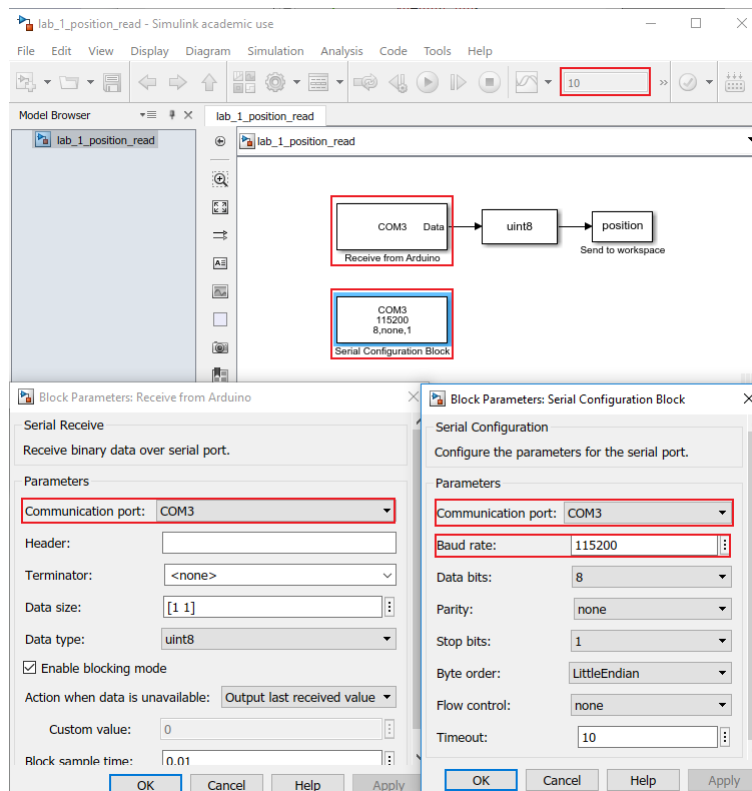 lab_1_position_read - Simulink academic use
File Edit View Display Diagram Simulation Analysis Code Tools Help
10
»
Model Browser
lab_1_position_read
lab_1_position_read
lab_1_position_read
COM3 Data
Receive from Arduino
uint8
position
Send to workspace
COM3
115200
8,none,1
Serial Configuration Block
Block Parameters: Receive from Arduino
Serial Receive
Receive binary data over serial port.
Parameters
Communication port: COM3
Header:
Terminator: <none>
Data size: [1 1]
Data type: uint8
Enable blocking mode
Action when data is unavailable: Output last received value
Custom value: 0
Block sample time: 0.01
OK Cancel Help Apply
Block Parameters: Serial Configuration Block
Serial Configuration
Configure the parameters for the serial port.
Parameters
Communication port: COM3
Baud rate: 115200
Data bits: 8
Parity: none
Stop bits: 1
Byte order: LittleEndian
Flow control: none
Timeout: 10
OK Cancel Help Apply